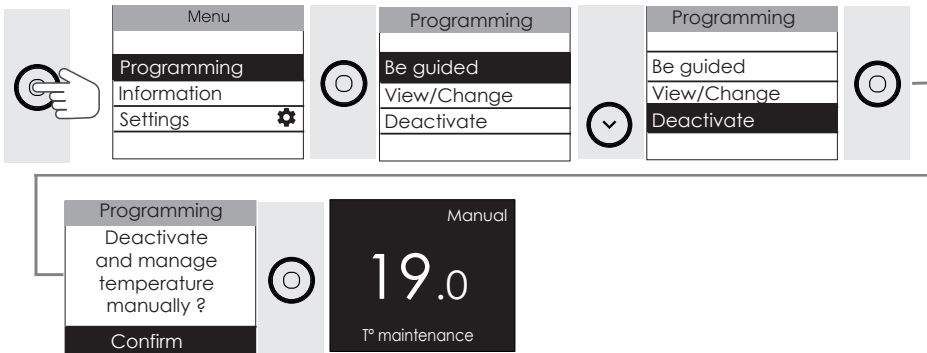 Menu
Programming
Information
Settings
Programming
Be guided
View/Change
Deactivate
Programming
Be guided
View/Change
Deactivate
Programming
Deactivate
and manage
temperature
manually ?
Confirm
Manual
19.0
T° maintenance